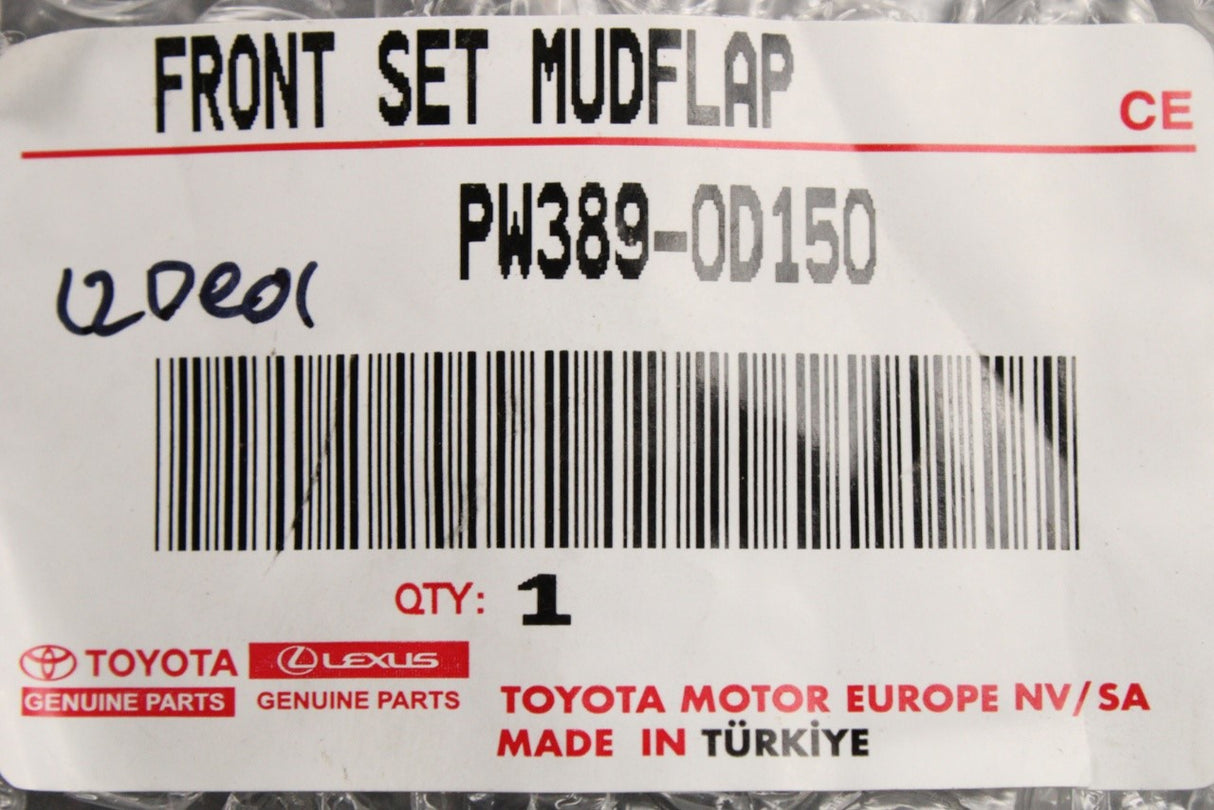 FRONT SET MUDFLAP
CE
PW389-0D150
QTY: 1
TOYOTA
GENUINE PARTS
LEXUS
GENUINE PARTS
TOYOTA MOTOR EUROPE NV/SA
MADE IN TÜRKİYE